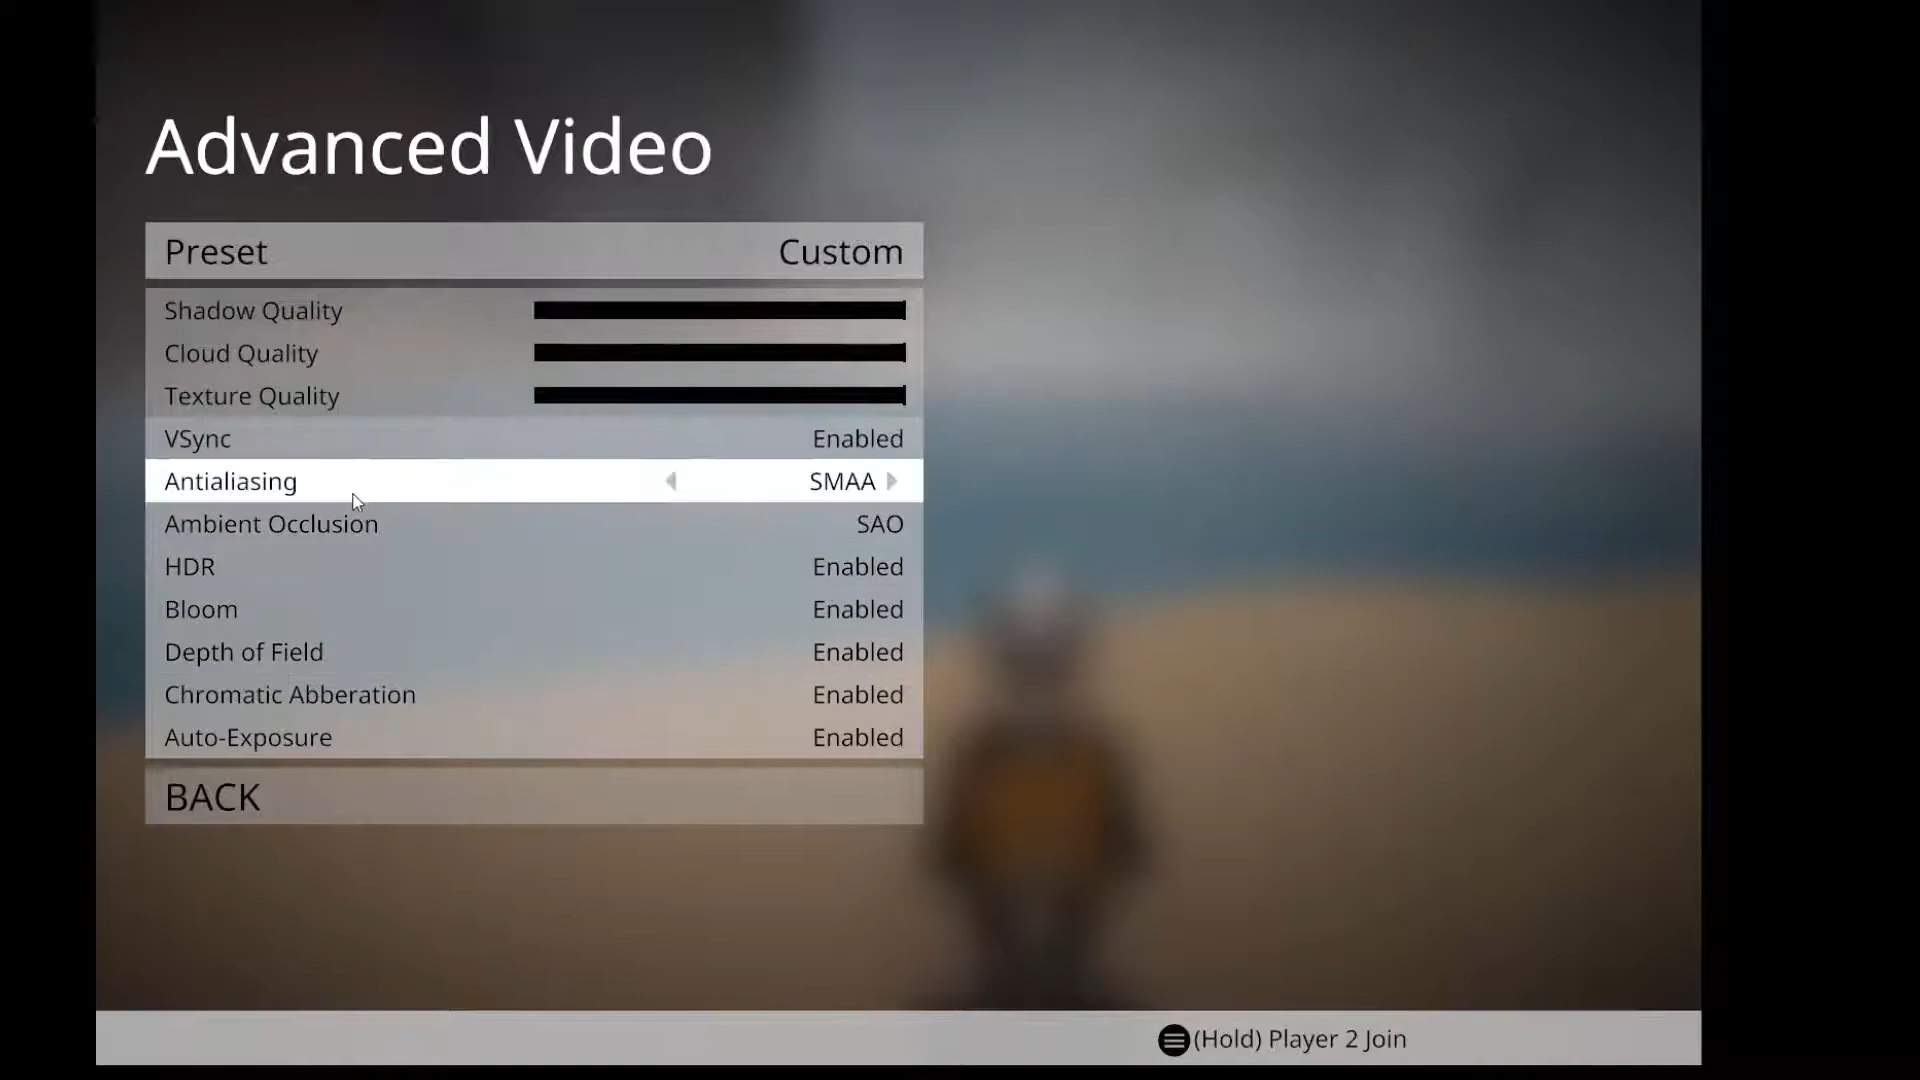 Advanced Video
Preset Custom
Shadow Quality
Cloud Quality
Texture Quality
VSync Enabled
Antialiasing SMAA
Ambient Occlusion SAO
HDR Enabled
Bloom Enabled
Depth of Field Enabled
Chromatic Abberation Enabled
Auto-Exposure Enabled
BACK
(Hold) Player 2 Join